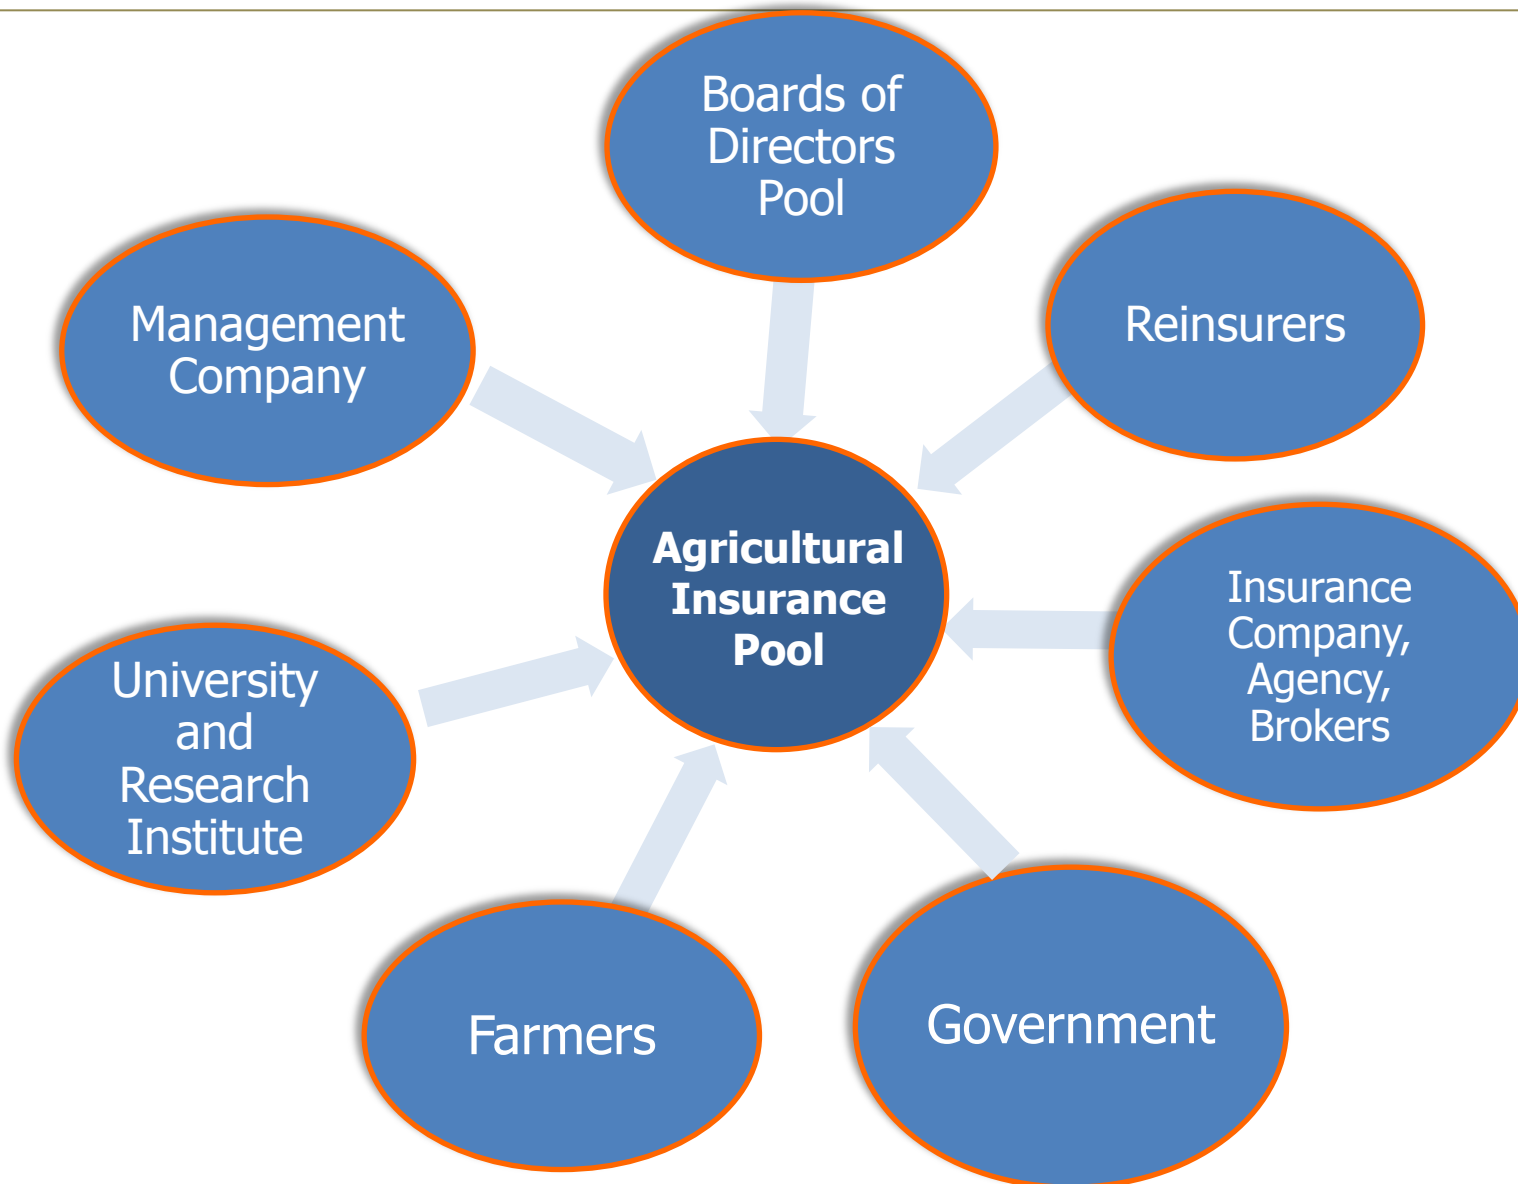 Boards of
Directors
Pool
Management
Company
Reinsurers
Agricultural
Insurance
Pool
Insurance
Company,
Agency,
Brokers
University
and
Research
Institute
Farmers
Government